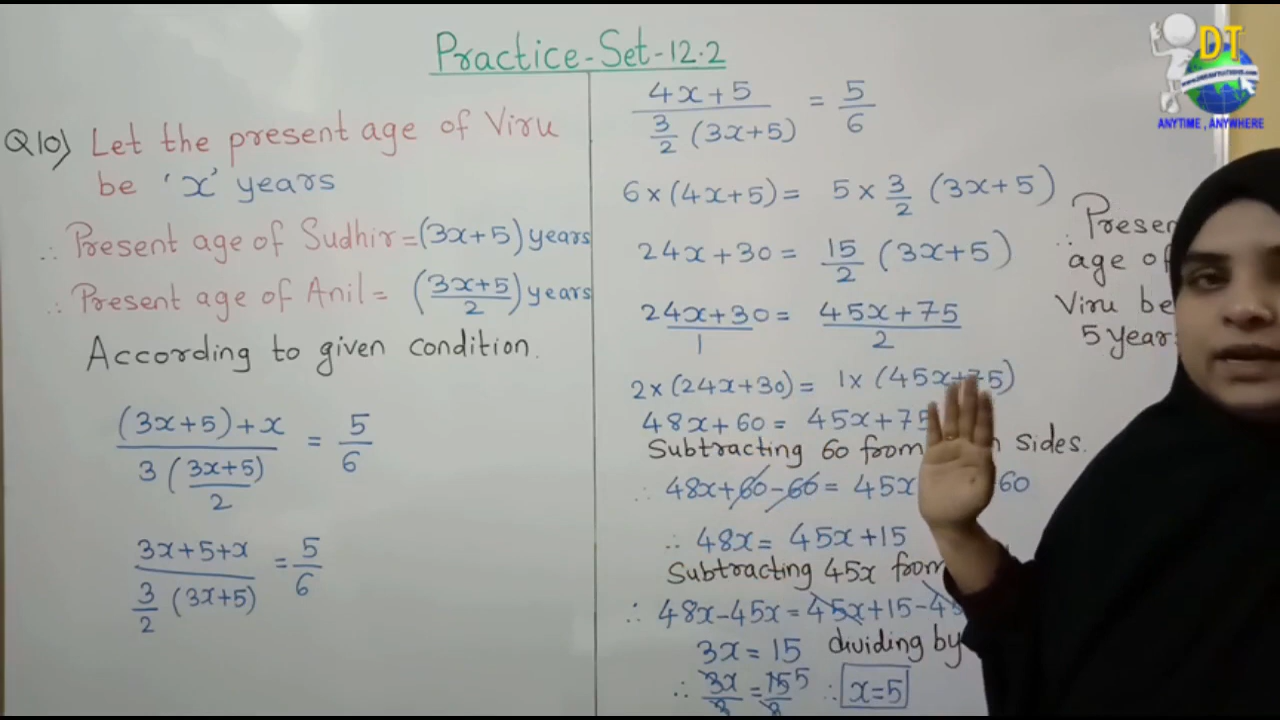 Practice-Set-12.2
Q10) Let the present age of Viru
be 'x' years
∴ Present age of Sudhir=(3x+5) years
∴ Present age of Anil= (3x+5)/2 years
According to given condition.
(3x+5)+x / 3((3x+5)/2) = 5/6
3x+5+x / 3/2 (3x+5) = 5/6
4x+5 / 3/2 (3x+5) = 5/6
6×(4x+5)= 5×3/2 (3x+5)
24x+30= 15/2 (3x+5)
24x+30/1 = 45x+75/2
2×(24x+30)= 1×(45x+75)
48x+60= 45x+75
Subtracting 60 from sides.
∴ 48x+60-60= 45x 60
∴ 48x= 45x+15
Subtracting 45x from
∴ 48x-45x=45x+15-45
3x=15 dividing by
∴ 3x/3 = 15/3 5 ∴ x=5
∴
age of
Viru be
5 year
DT
ANYTIME, ANYWHERE